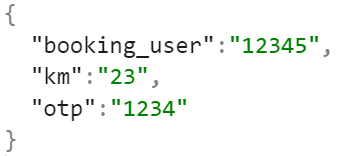 {
"booking_user":"12345",
"km":"23",
"otp":"1234"
}